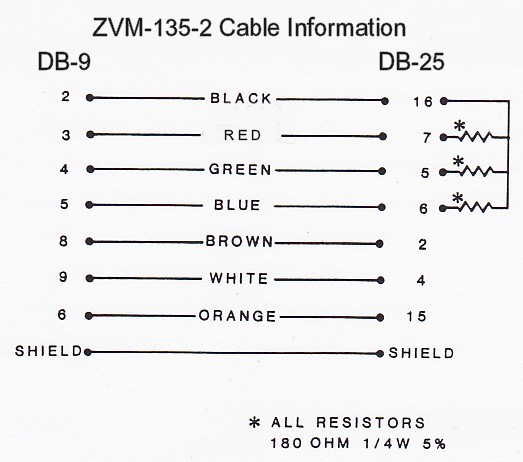 ZVM-135-2 Cable Information
DB-9 DB-25
2 BLACK 16
3 RED 7 *
4 GREEN 5 *
5 BLUE 6 *
8 BROWN 2
9 WHITE 4
6 ORANGE 15
SHIELD SHIELD
* ALL RESISTORS
180 OHM 1/4W 5%